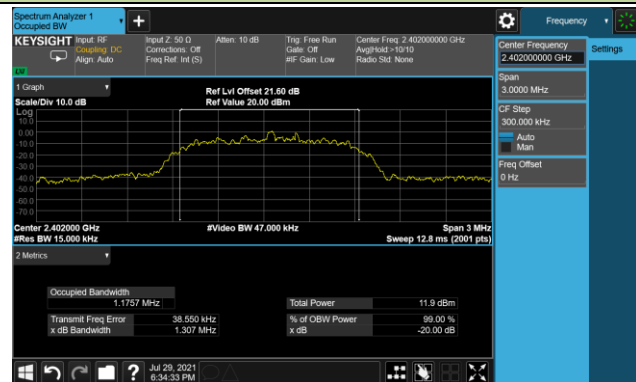 Spectrum Analyzer 1
Occupied BW
Frequency
KEYSIGHT
Input: RF
Coupling: DC
Align: Auto
Input Z: 50 Ω
Corrections: Off
Freq Ref: Int (S)
Atten: 10 dB
Trig: Free Run
Gate: Off
#IF Gain: Low
Center Freq: 2.402000000 GHz
Avg|Hold:>10/10
Radio Std: None
Center Frequency
2.402000000 GHz
Settings
Span
3.0000 MHz
CF Step
300.000 kHz
Auto
Man
Freq Offset
0 Hz
1 Graph
Scale/Div 10.0 dB
Ref Lvl Offset 21.60 dB
Ref Value 20.00 dBm
Log
10.0
0.00
-10.0
-20.0
-30.0
-40.0
-50.0
-60.0
-70.0
Center 2.402000 GHz
#Res BW 15.000 kHz
#Video BW 47.000 kHz
Span 3 MHz
Sweep 12.8 ms (2001 pts)
2 Metrics
Occupied Bandwidth
1.1757 MHz
Total Power 11.9 dBm
Transmit Freq Error 38.550 kHz
% of OBW Power 99.00 %
x dB Bandwidth 1.307 MHz
x dB -20.00 dB
?
Jul 29, 2021
6:34:33 PM